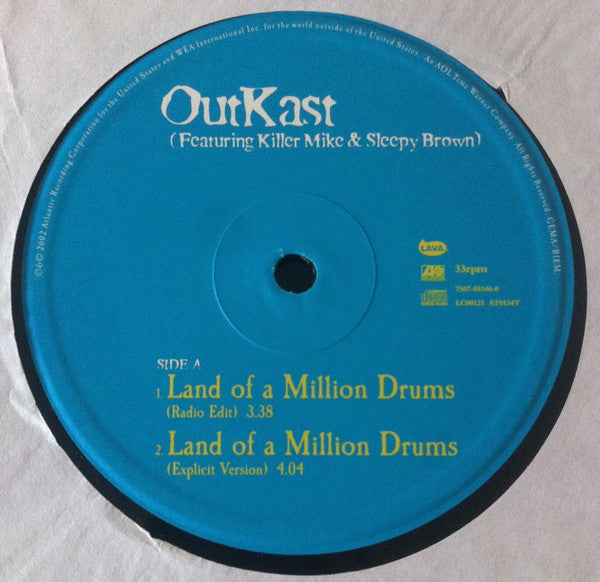 ©℗ 2002 Atlantic Recording Corporation for the United States and WEA International Inc. for the world outside of the United States. An AOL Time Warner Company. All Rights Reserved. GEMA/BIEM.
OutKast
(Featuring Killer Mike & Sleepy Brown)
LAVA
33rpm
7567-85346-0
LC00121 AT0134T
SIDE A
1. Land of a Million Drums
(Radio Edit) 3.38
2. Land of a Million Drums
(Explicit Version) 4.04